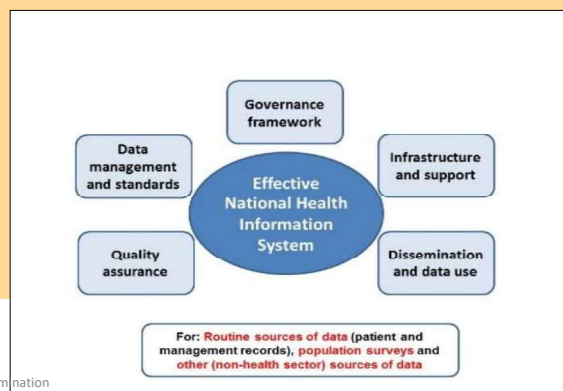 Governance
framework
Data
management
and standards
Infrastructure
and support
Effective
National Health
Information
System
Quality
assurance
Dissemination
and data use
For: Routine sources of data (patient and
management records), population surveys and
other (non-health sector) sources of data